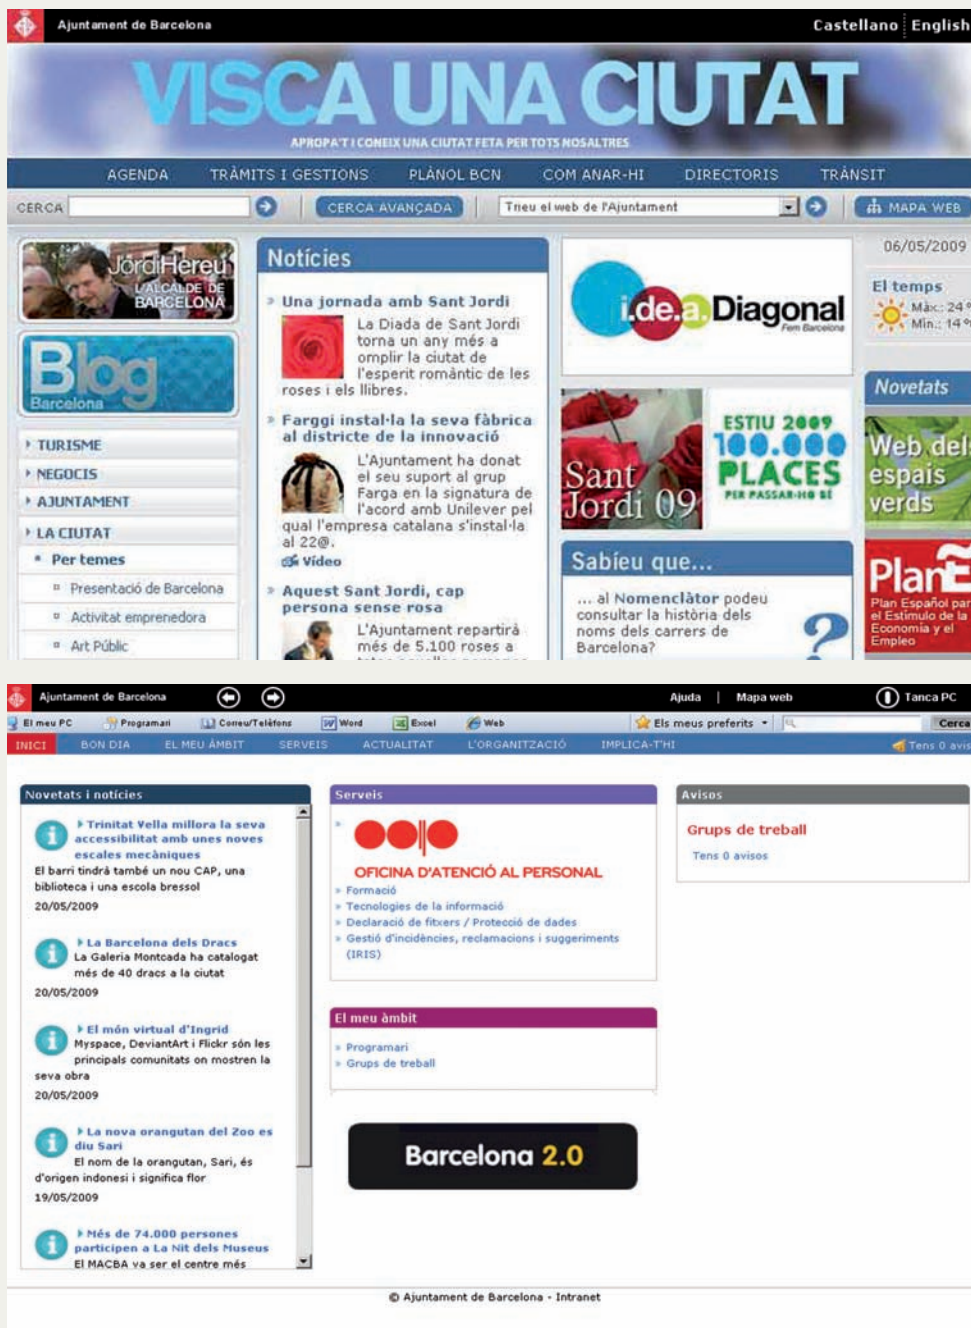 Ajuntament de Barcelona
Castellano
English
VISCA UNA CIUTAT
APROPA'T I CONEIX UNA CIUTAT FETA PER TOTS NOSALTRES
AGENDA
TRÀMITS I GESTIONS
PLÀNOL BCN
COM ANAR-HI
DIRECTORIS
TRÀNSIT
CERCA
CERCA AVANÇADA
Trieu el web de l'Ajuntament
MAPA WEB
JordiHereu
L'ALCALDE DE
BARCELONA
Blog
Barcelona
TURISME
NEGOCIS
AJUNTAMENT
LA CIUTAT
Per temes
Presentació de Barcelona
Activitat emprenedora
Art Públic
Notícies
» Una jornada amb Sant Jordi
La Diada de Sant Jordi
torna un any més a
omplir la ciutat de
l'esperit romàntic de les
roses i els llibres.
» Farggi instal·la la seva fàbrica
al districte de la innovació
L'Ajuntament ha donat
el seu suport al grup
Farga en la signatura de
l'acord amb Unilever pel
qual l'empresa catalana s'instal·la
al 22@.
Vídeo
» Aquest Sant Jordi, cap
persona sense rosa
L'Ajuntament repartirà
més de 5.100 roses a
i.de.a.Diagonal
Fem Barcelona
Sant
Jordi 09
ESTIU 2009
100.000
PLACES
PER PASSAR-HO BÉ
Sabíeu que...
... al Nomenclàtor podeu
consultar la història dels
noms dels carrers de
Barcelona?
?
06/05/2009
El temps
Màx.: 24 º
Mín.: 14 º
Novetats
Web dels
espais
verds
PlanE
Plan Español par
el Estímulo de la
Economía y el
Empleo
Ajuntament de Barcelona
Ajuda | Mapa web
Tanca PC
El meu PC
Programari
Correu/Telèfons
Word
Excel
Web
Els meus preferits
Cerca
INICI
BON DIA
EL MEU ÀMBIT
SERVEIS
ACTUALITAT
L'ORGANITZACIÓ
IMPLICA-T'HI
Tens 0 avis
Novetats i notícies
Trinitat Vella millora la seva
accessibilitat amb unes noves
escales mecàniques
El barri tindrà també un nou CAP, una
biblioteca i una escola bressol
20/05/2009
La Barcelona dels Dracs
La Galeria Montcada ha catalogat
més de 40 dracs a la ciutat
20/05/2009
El món virtual d'Ingrid
Myspace, DeviantArt i Flickr són les
principals comunitats on mostren la
seva obra
20/05/2009
La nova orangutan del Zoo es
diu Sari
El nom de la orangutan, Sari, és
d'origen indonesi i significa flor
19/05/2009
Més de 74.000 persones
participen a La Nit dels Museus
El MACBA va ser el centre més
Serveis
OFICINA D'ATENCIÓ AL PERSONAL
» Formació
» Tecnologies de la informació
» Declaració de fitxers / Protecció de dades
» Gestió d'incidències, reclamacions i suggeriments
(IRIS)
El meu àmbit
» Programari
» Grups de treball
Barcelona 2.0
Avisos
Grups de treball
Tens 0 avisos
© Ajuntament de Barcelona - Intranet